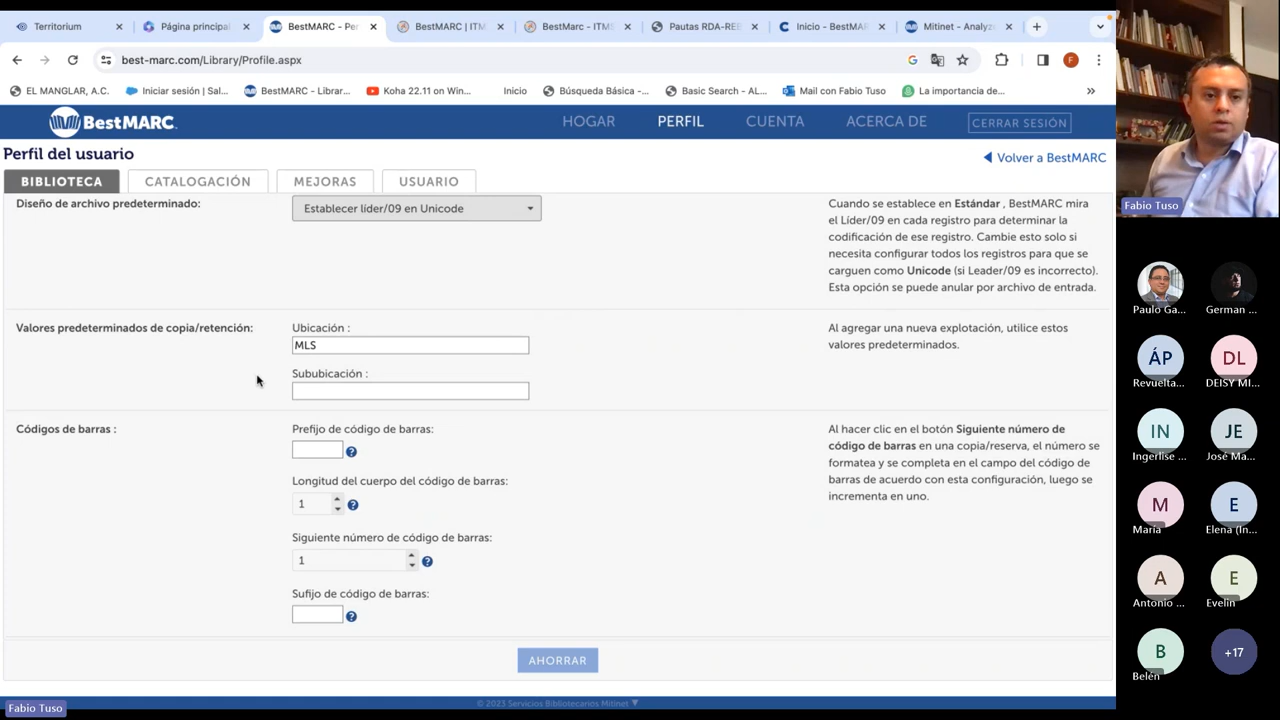 Territorium
Página principal
BestMARC - Per
BestMARC | ITM
BestMarc - ITMS
Pautas RDA-REE
Inicio - BestMAR
Mitinet - Analyz
best-marc.com/Library/Profile.aspx
EL MANGLAR, A.C.
Iniciar sesión | Sal...
BestMARC - Librar...
Koha 22.11 on Win...
Inicio
Búsqueda Básica -...
Basic Search - AL...
Mail con Fabio Tuso
La importancia de...
BestMARC
HOGAR
PERFIL
CUENTA
ACERCA DE
CERRAR SESIÓN
Perfil del usuario
Volver a BestMARC
BIBLIOTECA
CATALOGACIÓN
MEJORAS
USUARIO
Diseño de archivo predeterminado:
Establecer líder/09 en Unicode
Cuando se establece en Estándar , BestMARC mira
el Líder/09 en cada registro para determinar la
codificación de ese registro. Cambie esto solo si
necesita configurar todos los registros para que se
carguen como Unicode (si Leader/09 es incorrecto).
Esta opción se puede anular por archivo de entrada.
Valores predeterminados de copia/retención:
Ubicación :
MLS
Sububicación :
Al agregar una nueva explotación, utilice estos
valores predeterminados.
Códigos de barras :
Prefijo de código de barras:
Longitud del cuerpo del código de barras:
1
Siguiente número de código de barras:
1
Sufijo de código de barras:
Al hacer clic en el botón Siguiente número de
código de barras en una copia/reserva, el número se
formatea y se completa en el campo del código de
barras de acuerdo con esta configuración, luego se
incrementa en uno.
AHORRAR
© 2023 Servicios Bibliotecarios Mitinet
Fabio Tuso
Fabio Tuso
Paulo Ga...
German ...
ÁP
Revuelta...
DL
DEISY MI...
IN
Ingerlise ...
JE
José Ma...
M
María
E
Elena (In...
A
Antonio ...
E
Evelin
B
Belén
+17
F